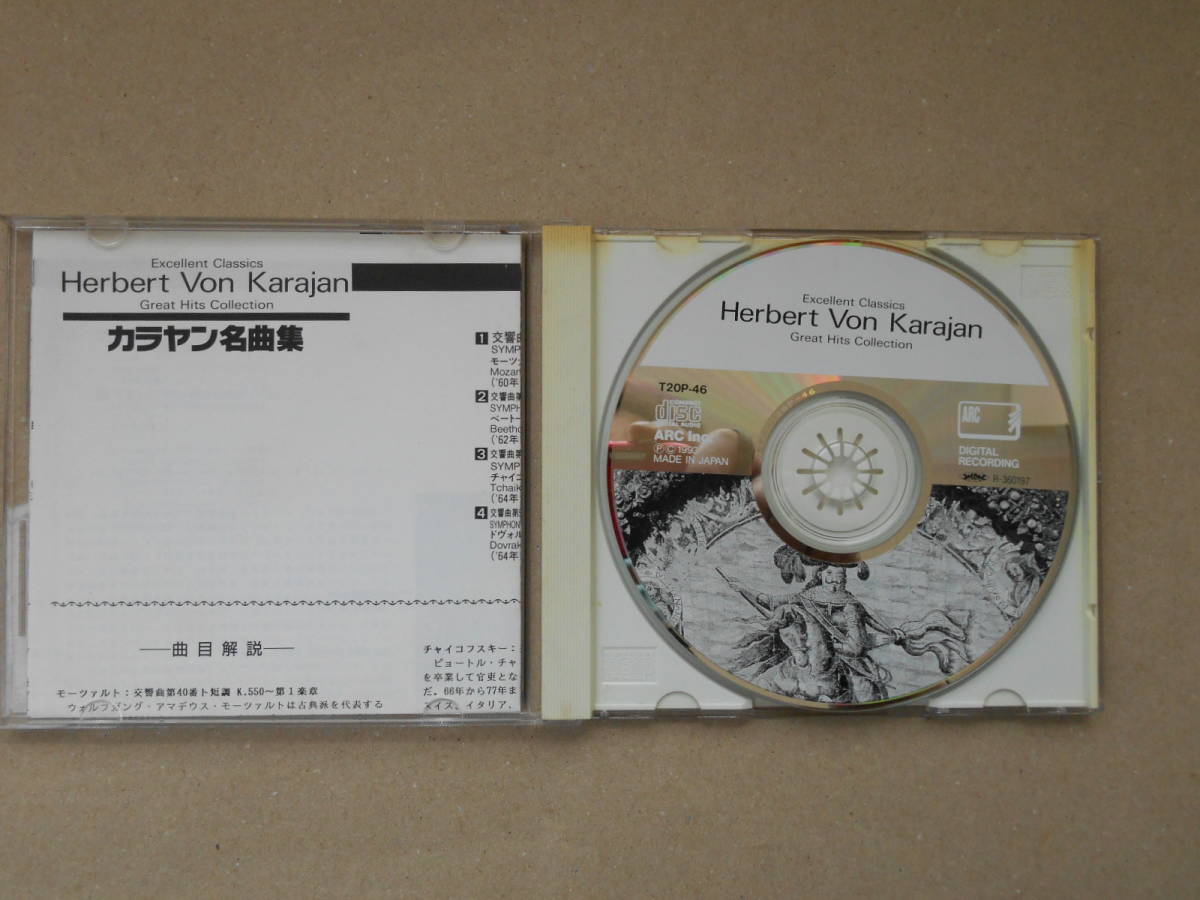 Excellent Classics
Herbert Von Karajan
Great Hits Collection
カラヤン名曲集
1 交響曲
SYMP
モーツ
Mozar
('60年
2 交響曲第
SYMPH
ベートー
Beetho
('62年
3 交響曲第
SYMP
チャイコ
Tchaik
('64年
4 交響曲第
SYMPHON
ドヴォル
Dovrak
('64年
—曲目解説—
モーツァルト：交響曲第40番ト短調 K.550〜第1楽章
ウォルフガング・アマデウス・モーツァルトは古典派を代表する
チャイコフスキー：
ピョートル・チャ
を卒業して官吏とな
だ。66年から77年ま
スイス、イタリア、
Excellent Classics
Herbert Von Karajan
Great Hits Collection
T20P-46
COMPACT
disc
DIGITAL AUDIO
ARC Inc.
MADE IN JAPAN
ARC
DIGITAL
RECORDING
R-360197